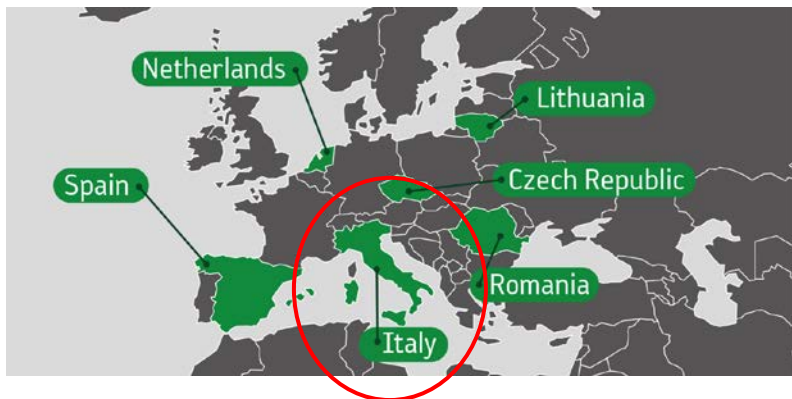 Netherlands
Lithuania
Spain
Czech Republic
Romania
Italy